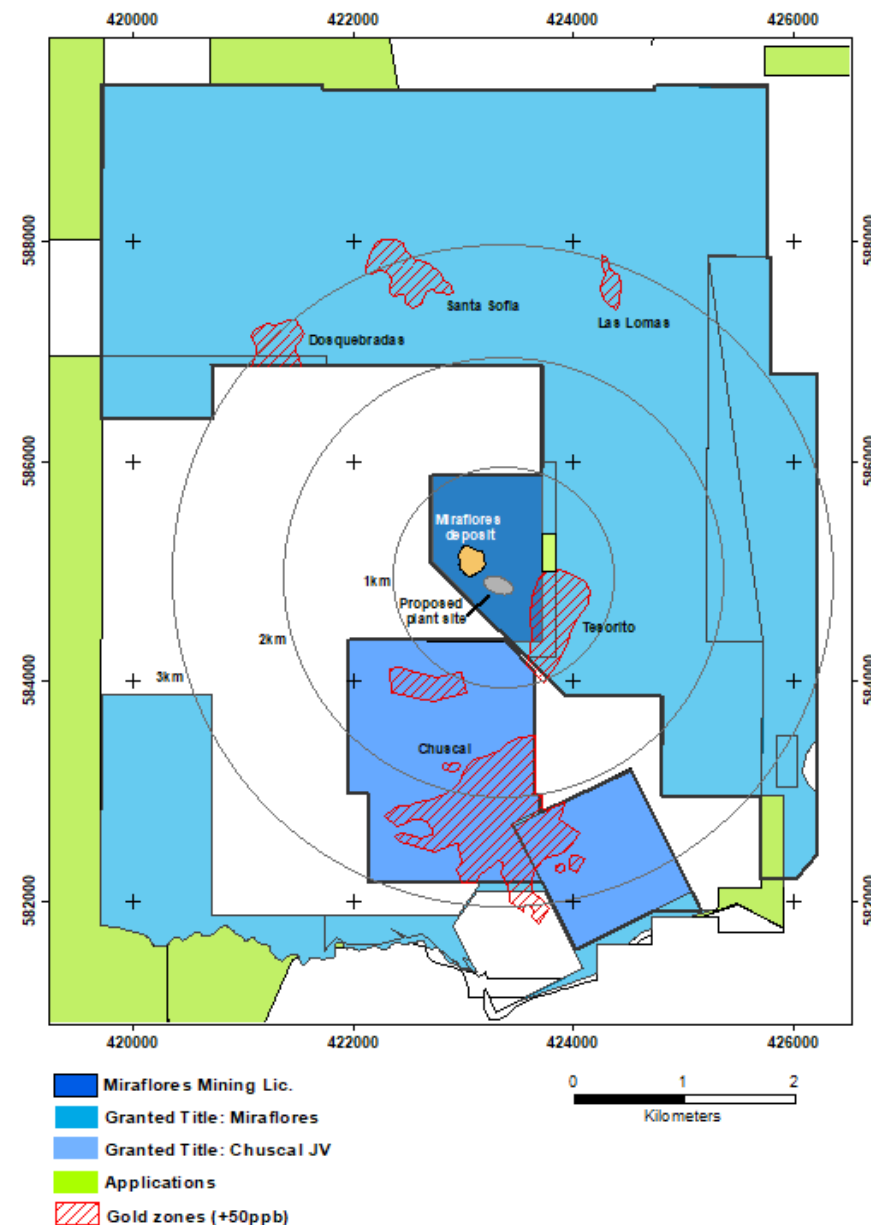 420000 422000 424000 426000
588000 588000
Santa Sofia
Las Lomas
Dosquebradas
586000 586000
Miraflores
deposit
1km
Proposed
plant site
Tesorito
2km
584000 584000
3km
Chuscal
582000 582000
420000 422000 424000 426000
Miraflores Mining Lic.
0 1 2
Kilometers
Granted Title: Miraflores
Granted Title: Chuscal JV
Applications
Gold zones (+50ppb)